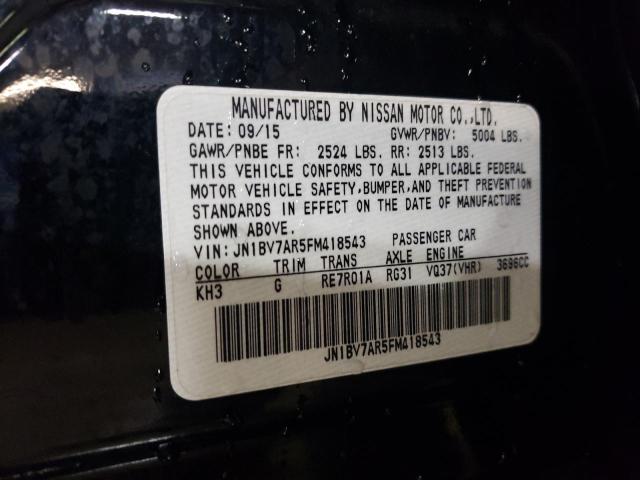 MANUFACTURED BY NISSAN MOTOR CO.,LTD.
DATE: 09/15 GVWR/PNBV: 5004 LBS.
GAWR/PNBE FR: 2524 LBS. RR: 2513 LBS.
THIS VEHICLE CONFORMS TO ALL APPLICABLE FEDERAL
MOTOR VEHICLE SAFETY,BUMPER,AND THEFT PREVENTION
STANDARDS IN EFFECT ON THE DATE OF MANUFACTURE
SHOWN ABOVE.
VIN: JN1BV7AR5FM418543 PASSENGER CAR
COLOR TRIM TRANS AXLE ENGINE
KH3 G RE7R01A RG31 VQ37(VHR) 3696CC
JN1BV7AR5FM418543